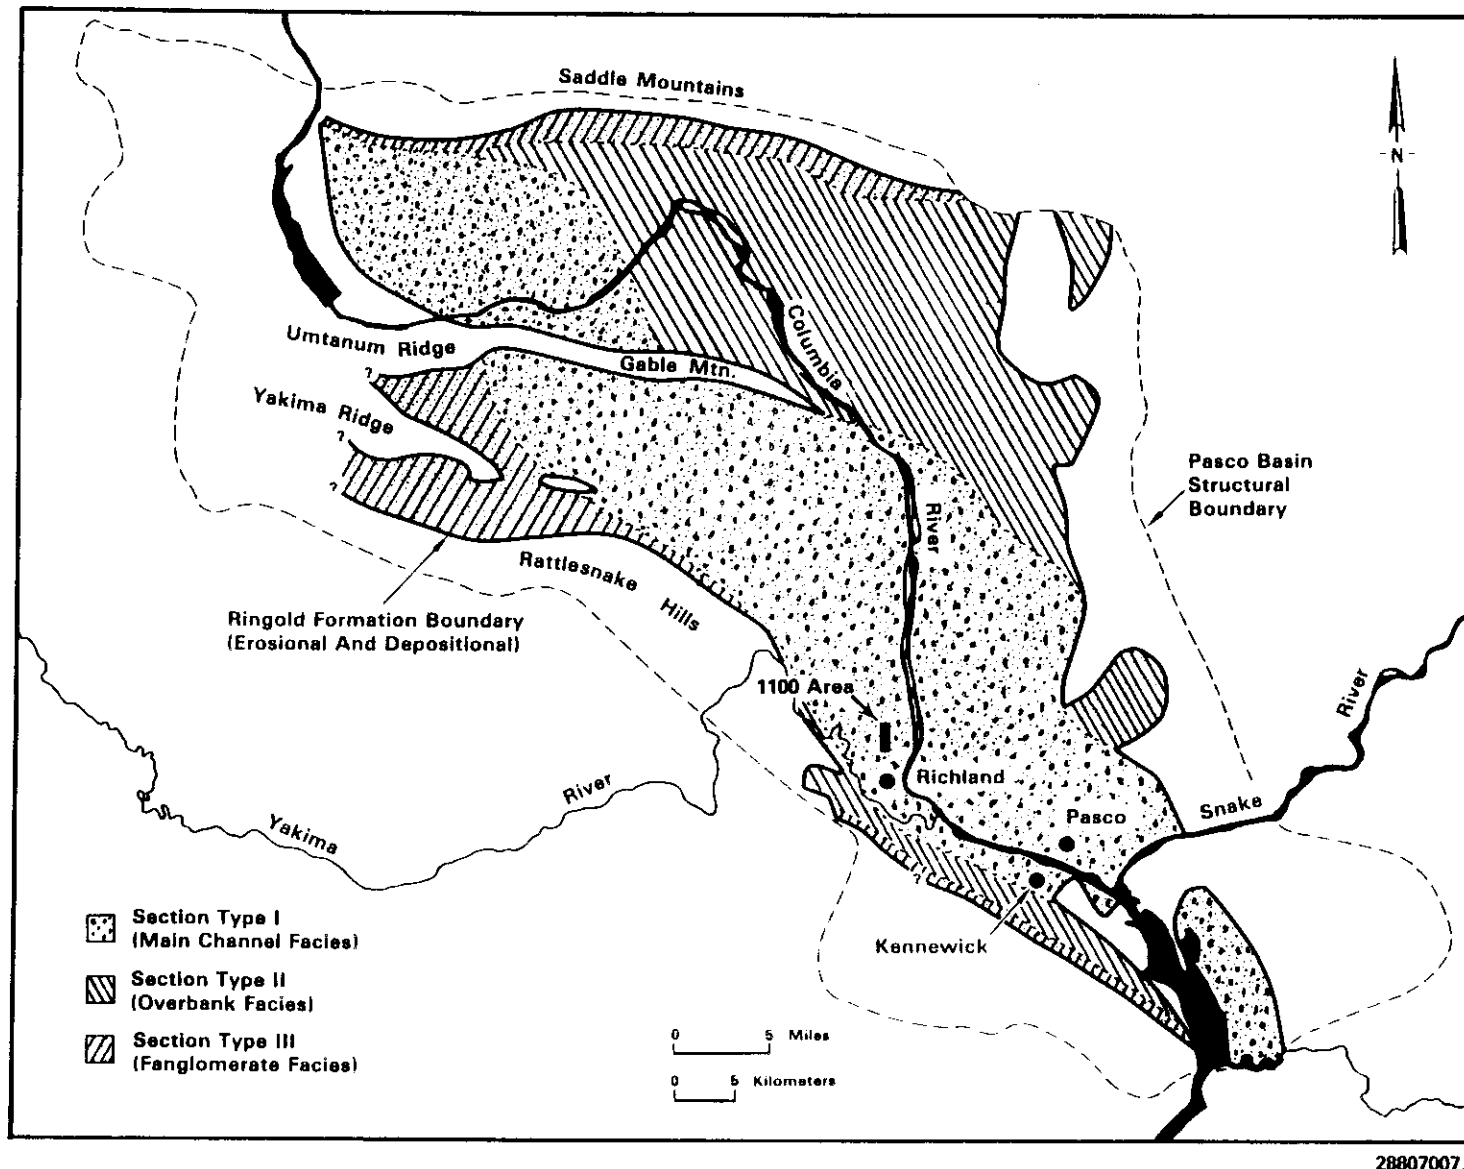 Saddle Mountains
N
Umtanum Ridge
Gable Mtn.
Columbia
River
Yakima Ridge
?
?
?
Pasco Basin
Structural
Boundary
Rattlesnake
Hills
Ringold Formation Boundary
(Erosional And Depositional)
1100 Area
River
Richland
Snake
Pasco
River
Yakima
?
Kennewick
Section Type I
(Main Channel Facies)
Section Type II
(Overbank Facies)
Section Type III
(Fanglomerate Facies)
0 5 Miles
0 5 Kilometers
28807007.